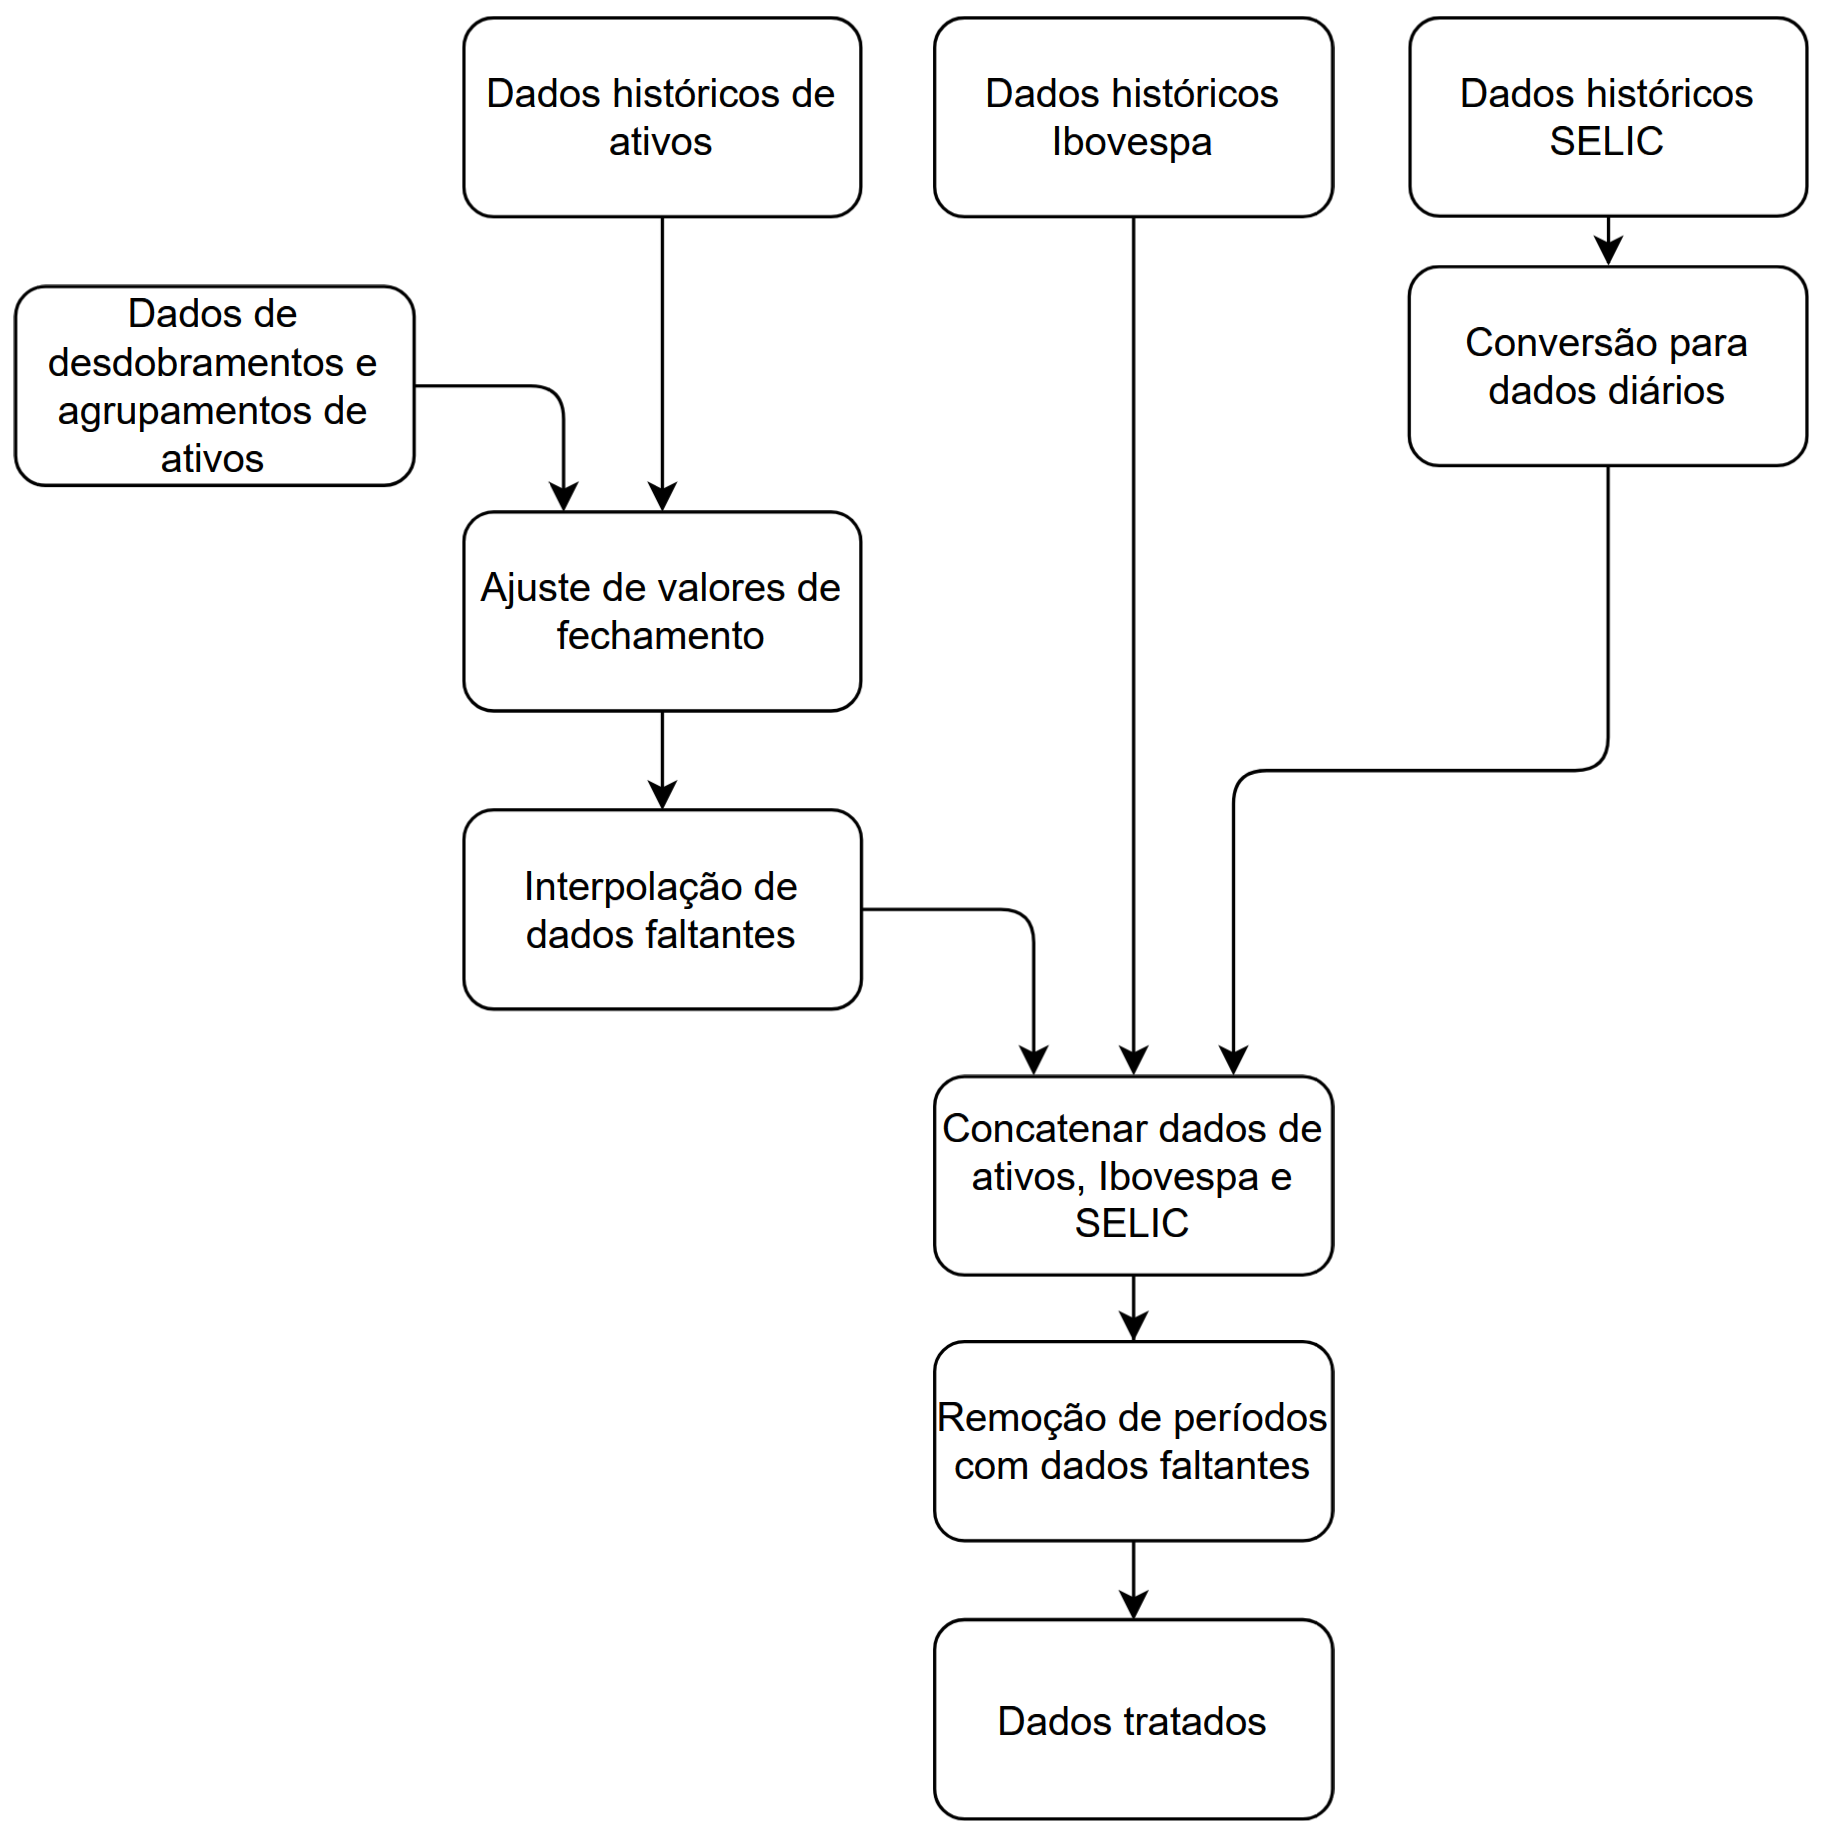 Dados históricos de
ativos
Dados históricos
Ibovespa
Dados históricos
SELIC
Dados de
desdobramentos e
agrupamentos de
ativos
Conversão para
dados diários
Ajuste de valores de
fechamento
Interpolação de
dados faltantes
Concatenar dados de
ativos, Ibovespa e
SELIC
Remoção de períodos
com dados faltantes
Dados tratados